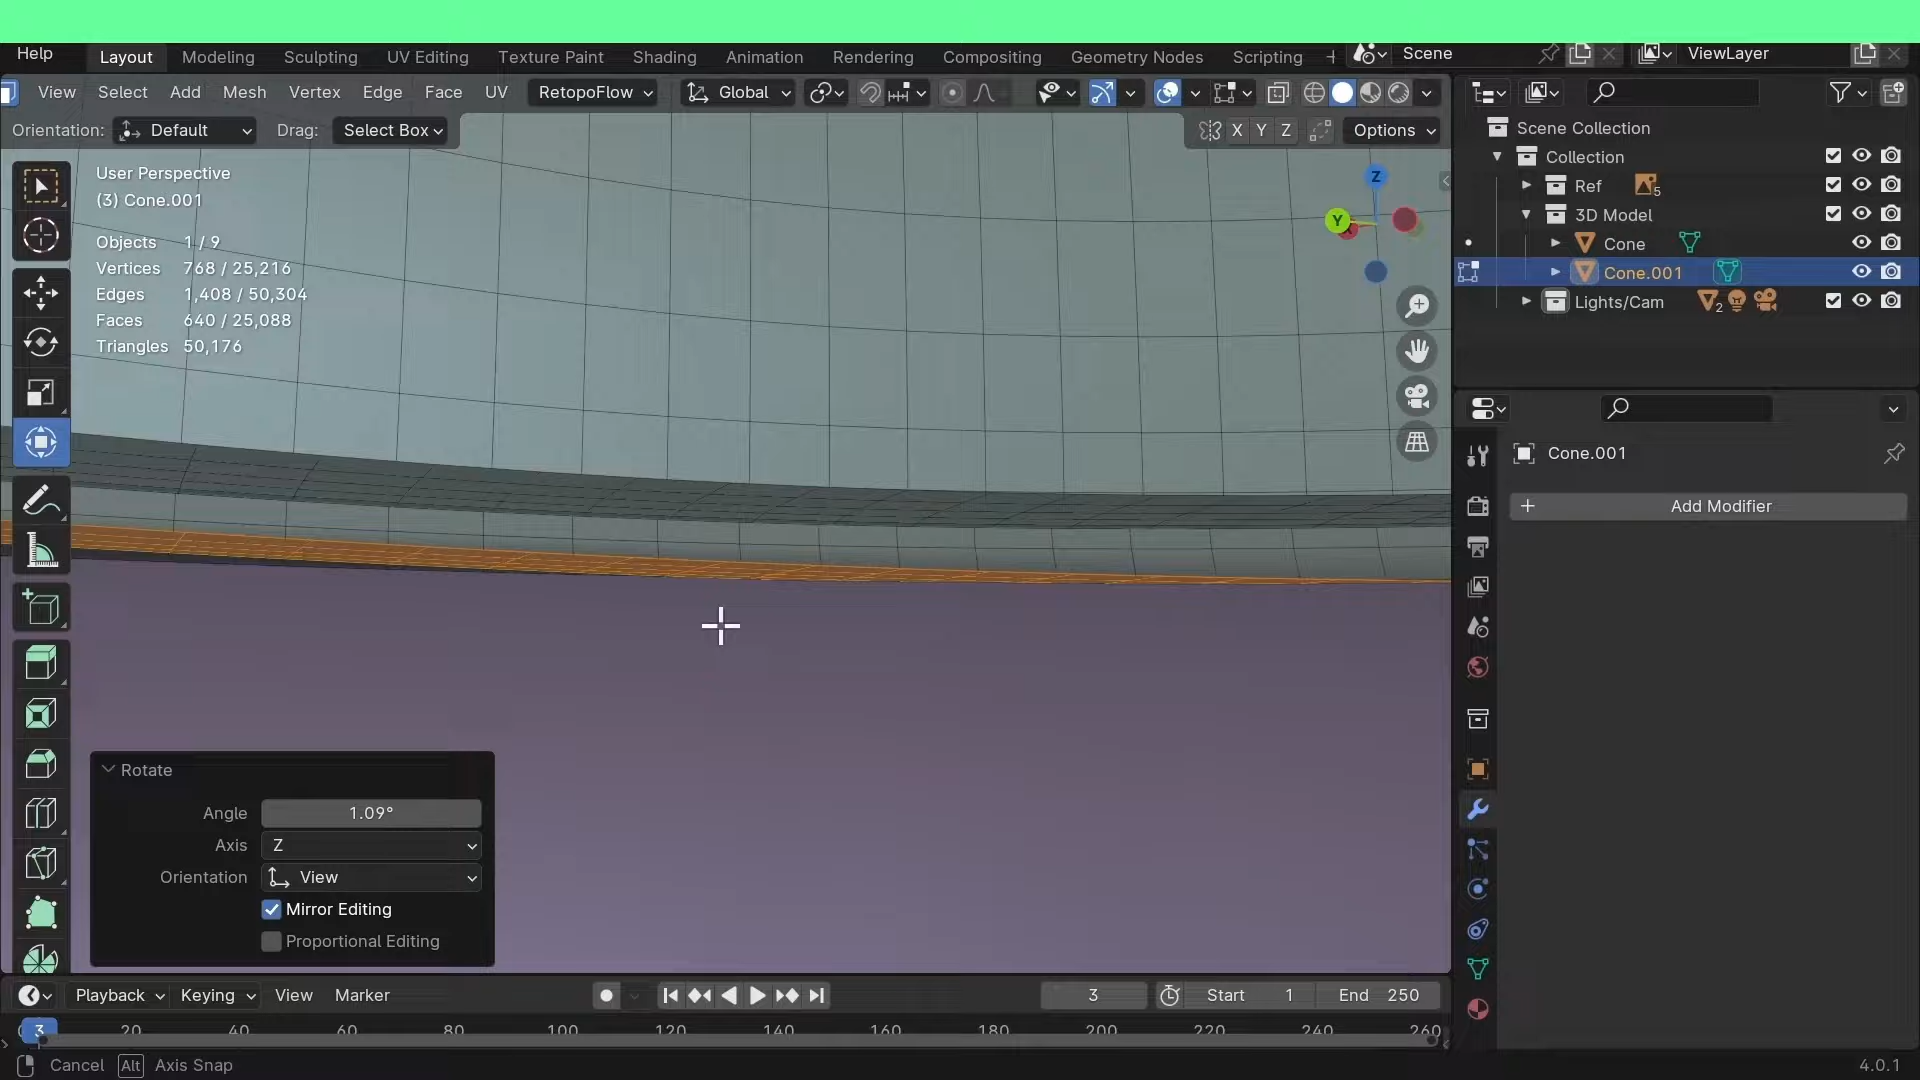 Help Layout Modeling Sculpting UV Editing Texture Paint Shading Animation Rendering Compositing Geometry Nodes Scripting + Scene ViewLayer
View Select Add Mesh Vertex Edge Face UV RetopoFlow Global
Orientation: Default Drag: Select Box X Y Z Options
User Perspective
(3) Cone.001
Objects 1 / 9
Vertices 768 / 25,216
Edges 1,408 / 50,304
Faces 640 / 25,088
Triangles 50,176
Z
Y
X
Scene Collection
Collection
Ref 5
3D Model
Cone
Cone.001
Lights/Cam 2
Cone.001
+ Add Modifier
Rotate
Angle 1.09°
Axis Z
Orientation View
Mirror Editing
Proportional Editing
Playback Keying View Marker 3 Start 1 End 250
3 20 40 60 80 100 120 140 160 180 200 220 240 260
Cancel Alt Axis Snap 4.0.1